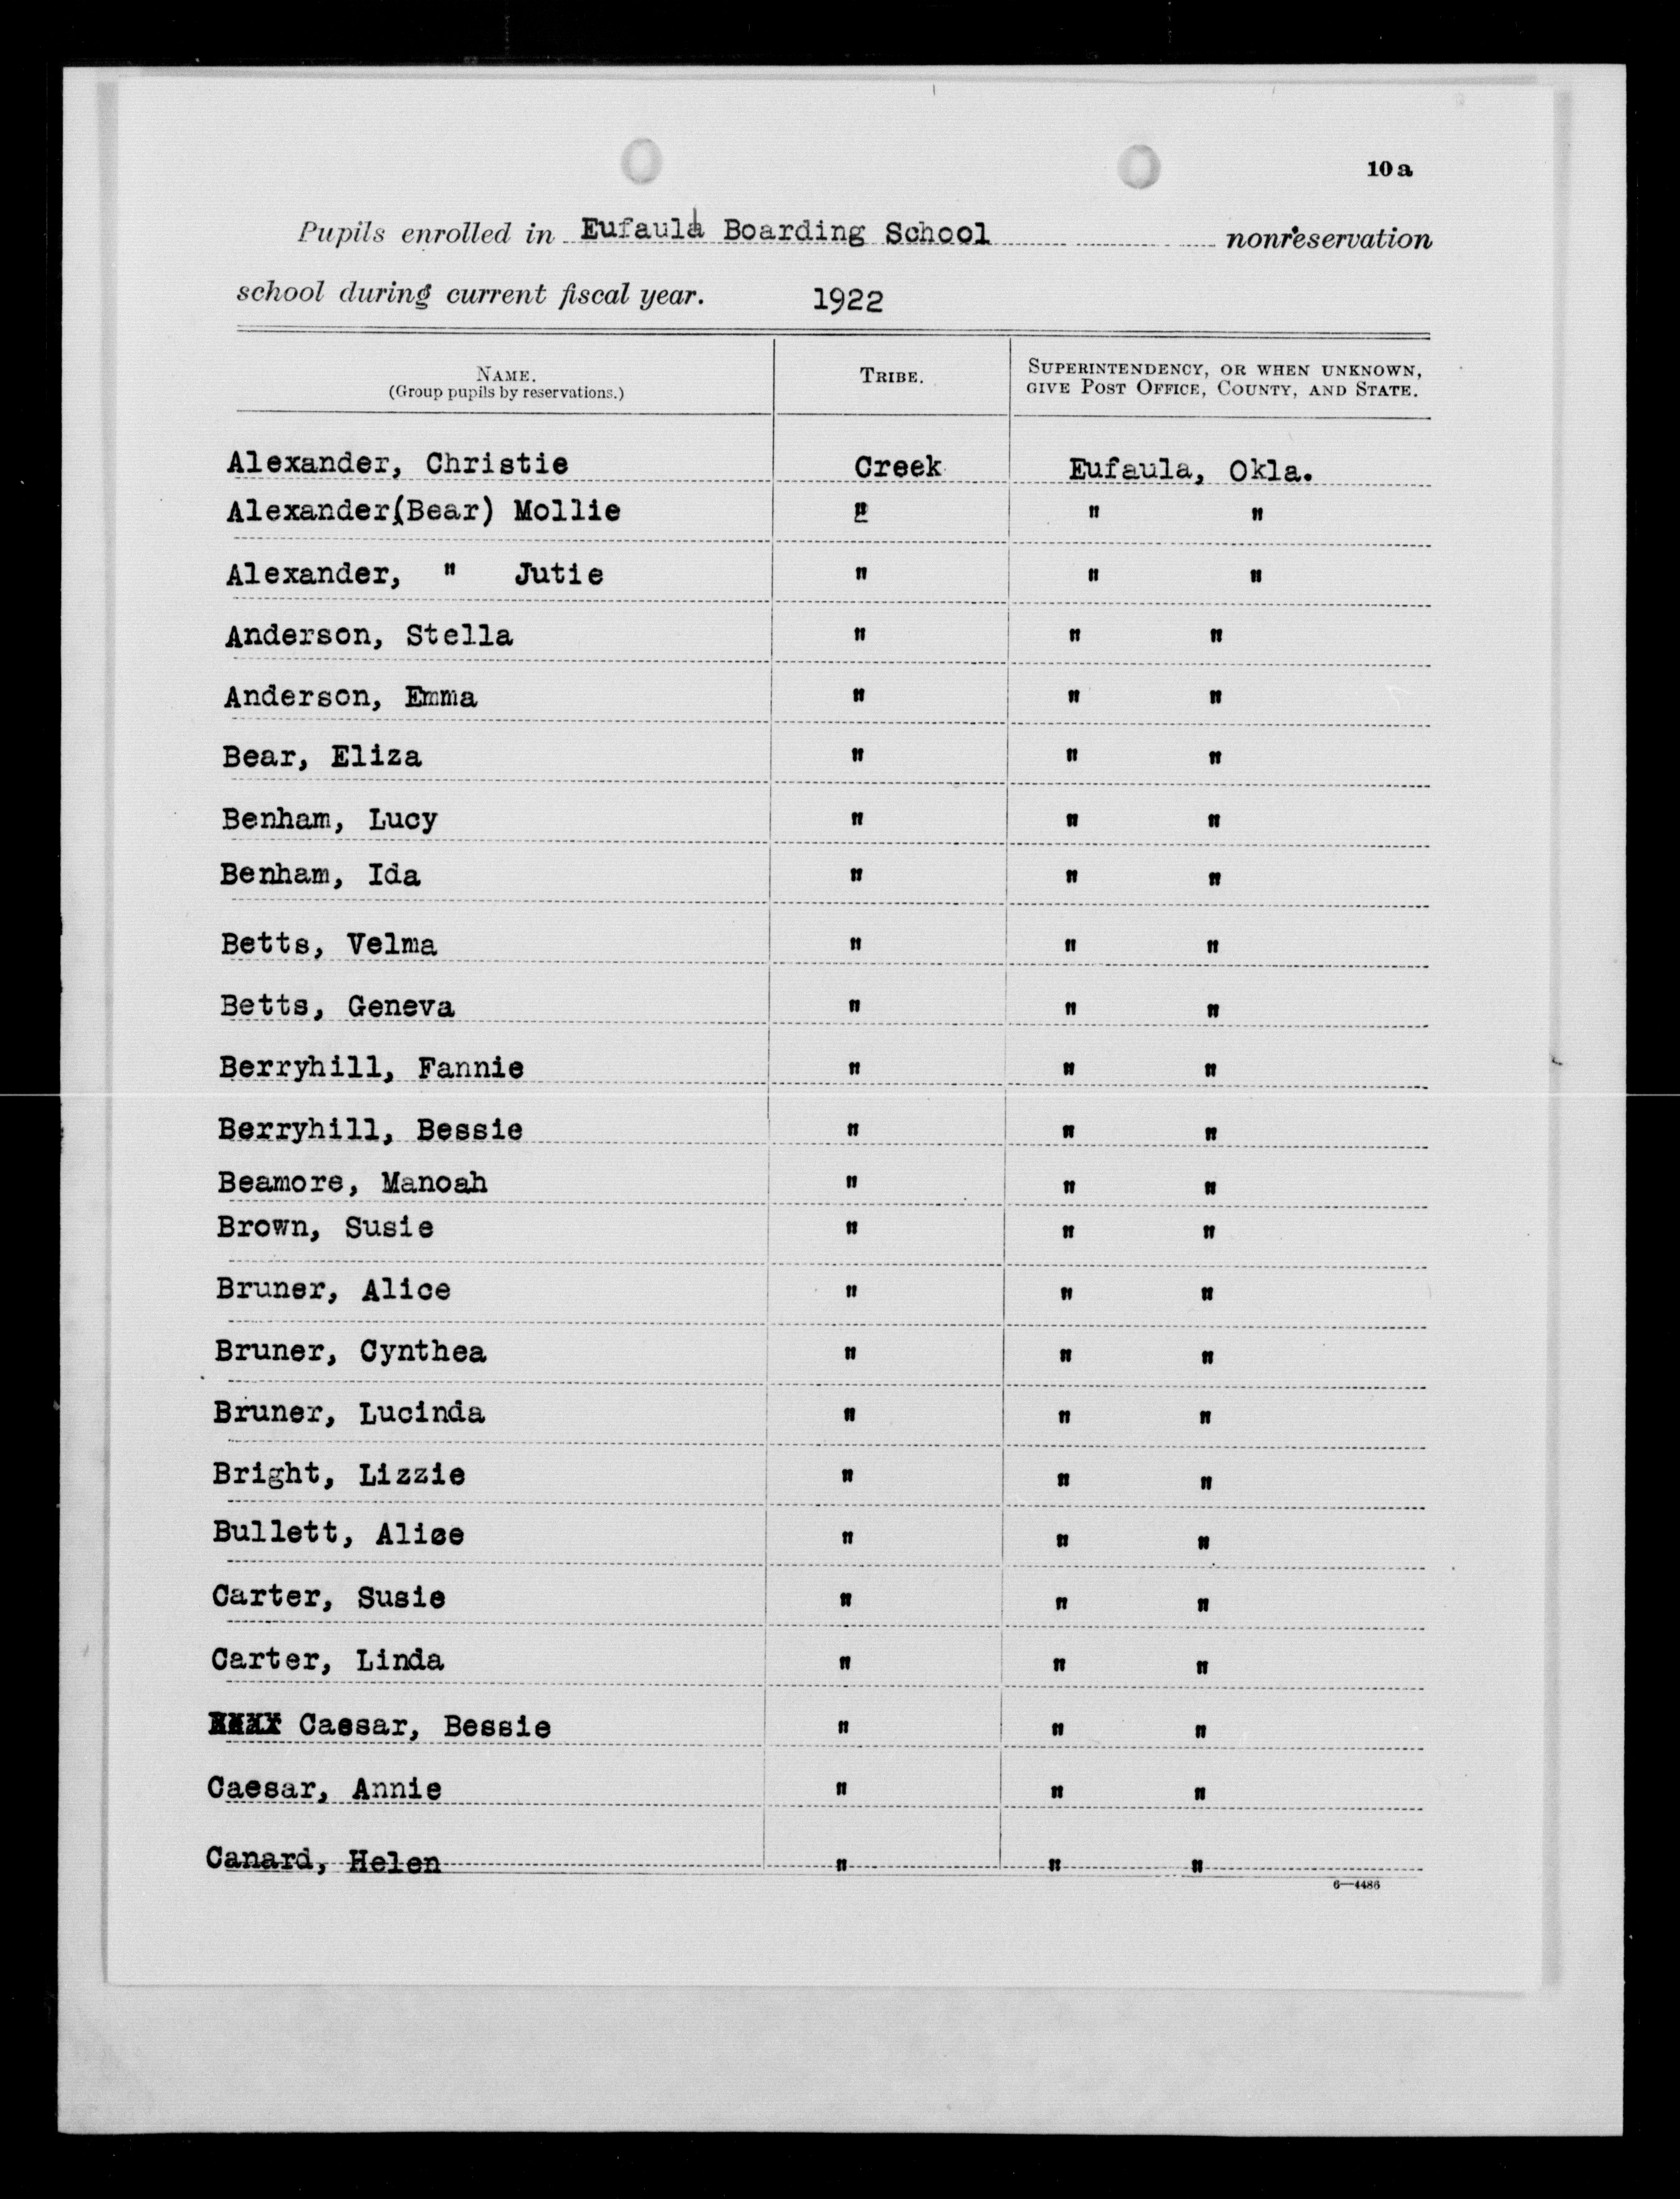 10 a
Pupils enrolled in Eufaula Boarding School nonreservation
school during current fiscal year. 1922
NAME. TRIBE. SUPERINTENDENCY, OR WHEN UNKNOWN,
(Group pupils by reservations.) GIVE POST OFFICE, COUNTY, AND STATE.
Alexander, Christie Creek Eufaula, Okla.
Alexander(Bear) Mollie " " "
Alexander, " Jutie " " "
Anderson, Stella " " "
Anderson, Emma " " "
Bear, Eliza " " "
Benham, Lucy " " "
Benham, Ida " " "
Betts, Velma " " "
Betts, Geneva " " "
Berryhill, Fannie " " "
Berryhill, Bessie " " "
Beamore, Manoah " " "
Brown, Susie " " "
Bruner, Alice " " "
Bruner, Cynthea " " "
Bruner, Lucinda " " "
Bright, Lizzie " " "
Bullett, Alice " " "
Carter, Susie " " "
Carter, Linda " " "
Caesar, Bessie " " "
Caesar, Annie " " "
Canard, Helen " " "
6—4486